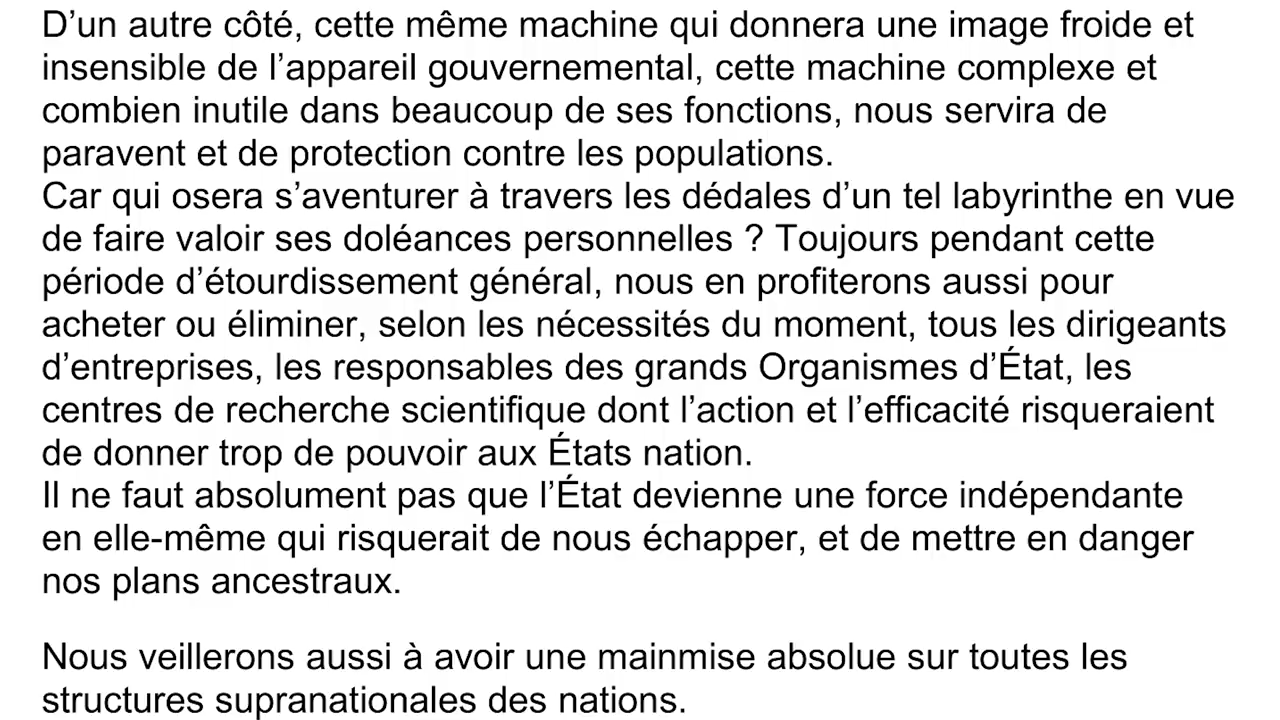 D’un autre côté, cette même machine qui donnera une image froide et
insensible de l’appareil gouvernemental, cette machine complexe et
combien inutile dans beaucoup de ses fonctions, nous servira de
paravent et de protection contre les populations.
Car qui osera s’aventurer à travers les dédales d’un tel labyrinthe en vue
de faire valoir ses doléances personnelles ? Toujours pendant cette
période d’étourdissement général, nous en profiterons aussi pour
acheter ou éliminer, selon les nécessités du moment, tous les dirigeants
d’entreprises, les responsables des grands Organismes d’État, les
centres de recherche scientifique dont l’action et l’efficacité risqueraient
de donner trop de pouvoir aux États nation.
Il ne faut absolument pas que l’État devienne une force indépendante
en elle-même qui risquerait de nous échapper, et de mettre en danger
nos plans ancestraux.
Nous veillerons aussi à avoir une mainmise absolue sur toutes les
structures supranationales des nations.